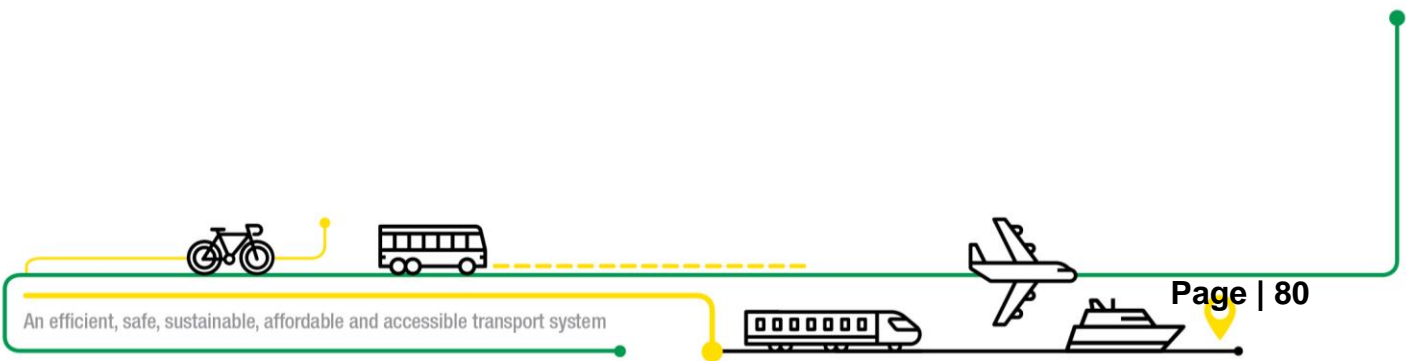 Page | 80
An efficient, safe, sustainable, affordable and accessible transport system